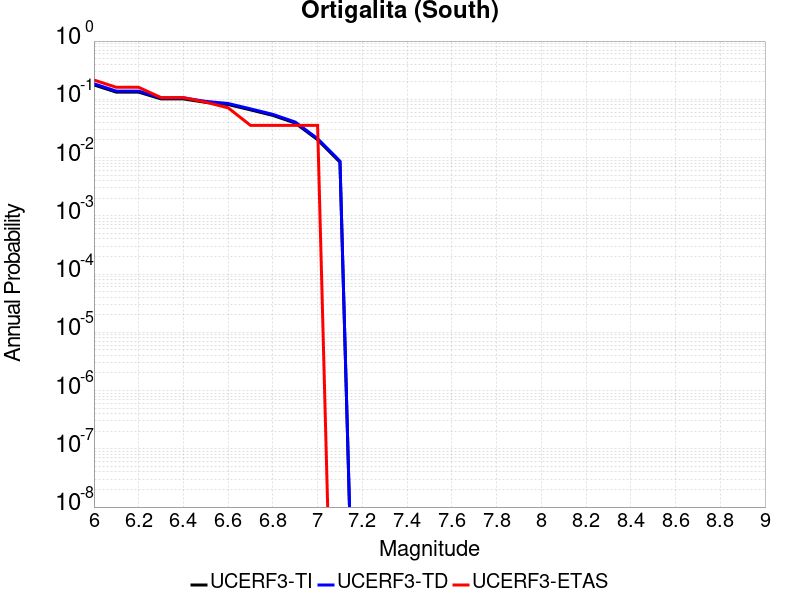 Ortigalita (South)
10^0
10^-1
10^-2
10^-3
10^-4
10^-5
10^-6
10^-7
10^-8
Annual Probability
6 6.2 6.4 6.6 6.8 7 7.2 7.4 7.6 7.8 8 8.2 8.4 8.6 8.8 9
Magnitude
UCERF3-TI UCERF3-TD UCERF3-ETAS